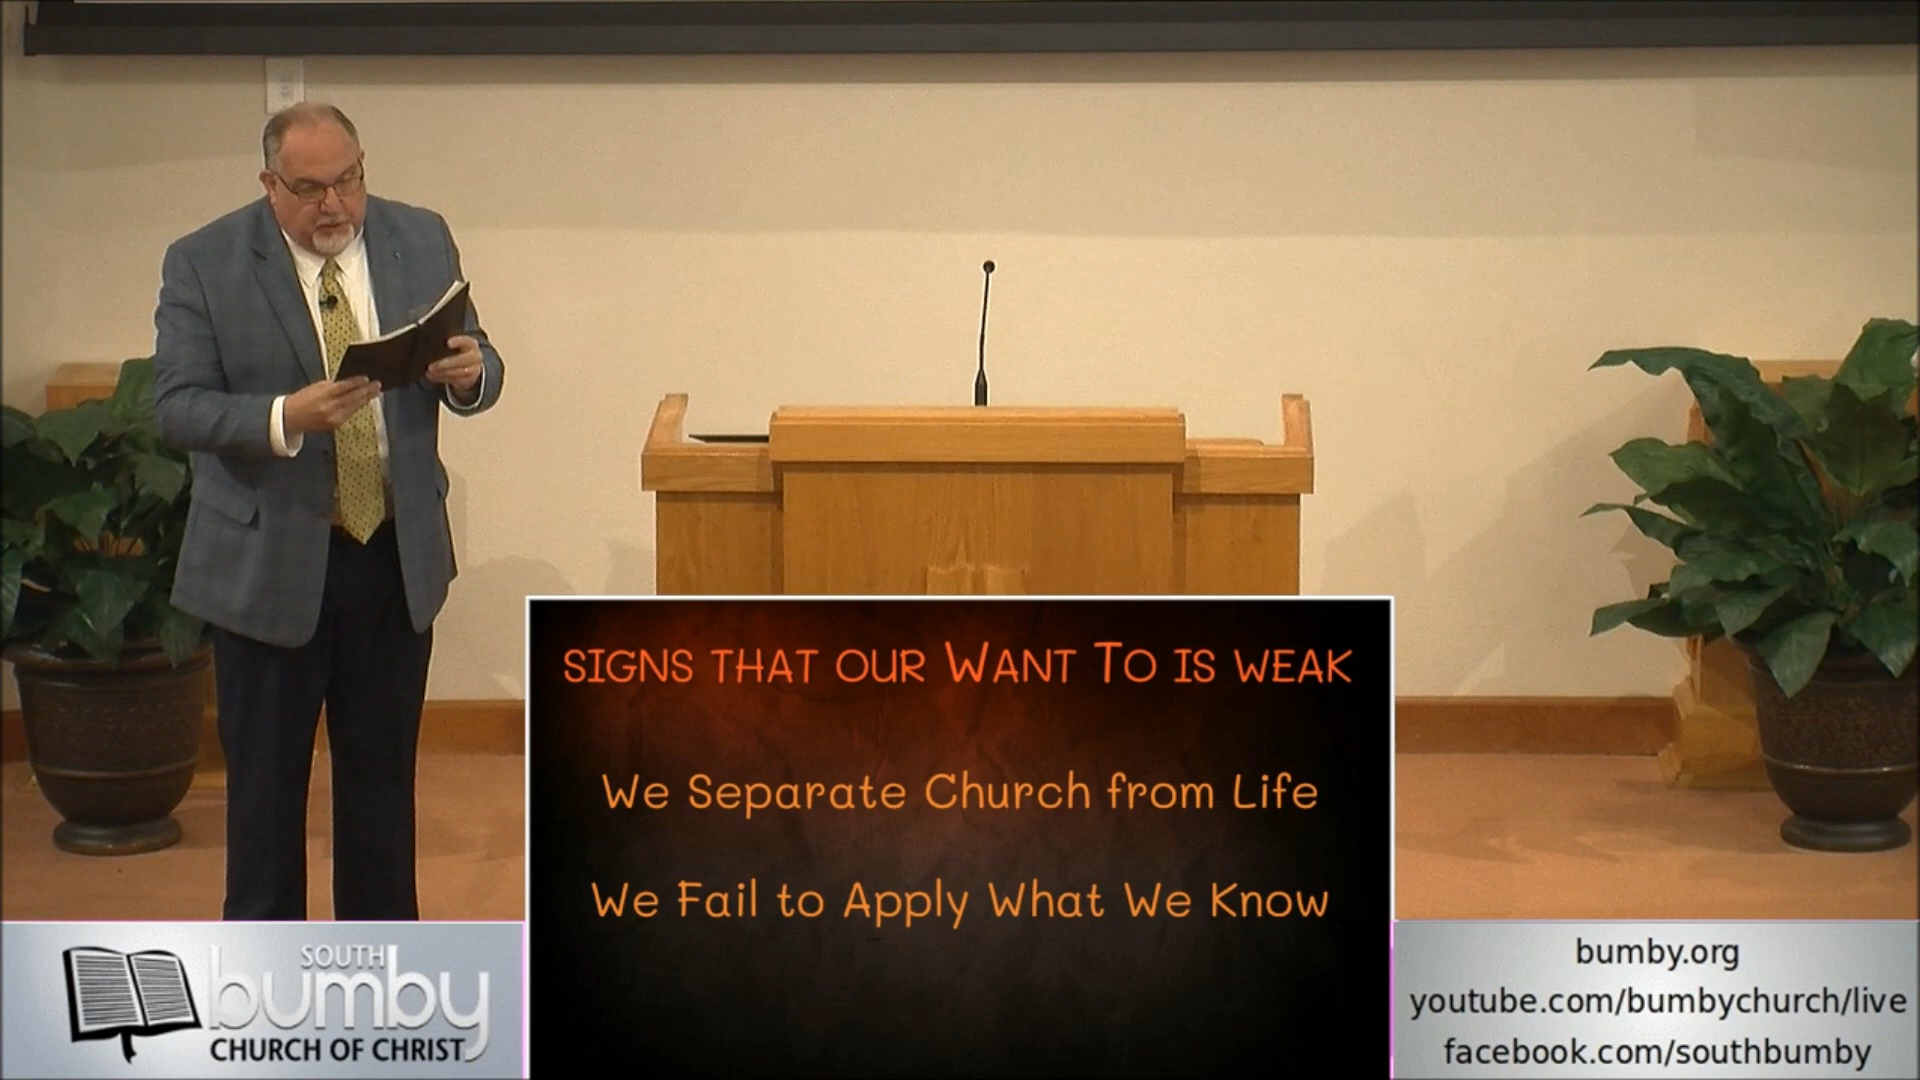 SIGNS THAT OUR WANT TO IS WEAK
We Separate Church from Life
We Fail to Apply What We Know
SOUTH
bumby
CHURCH OF CHRIST
bumby.org
youtube.com/bumbychurch/live
facebook.com/southbumby